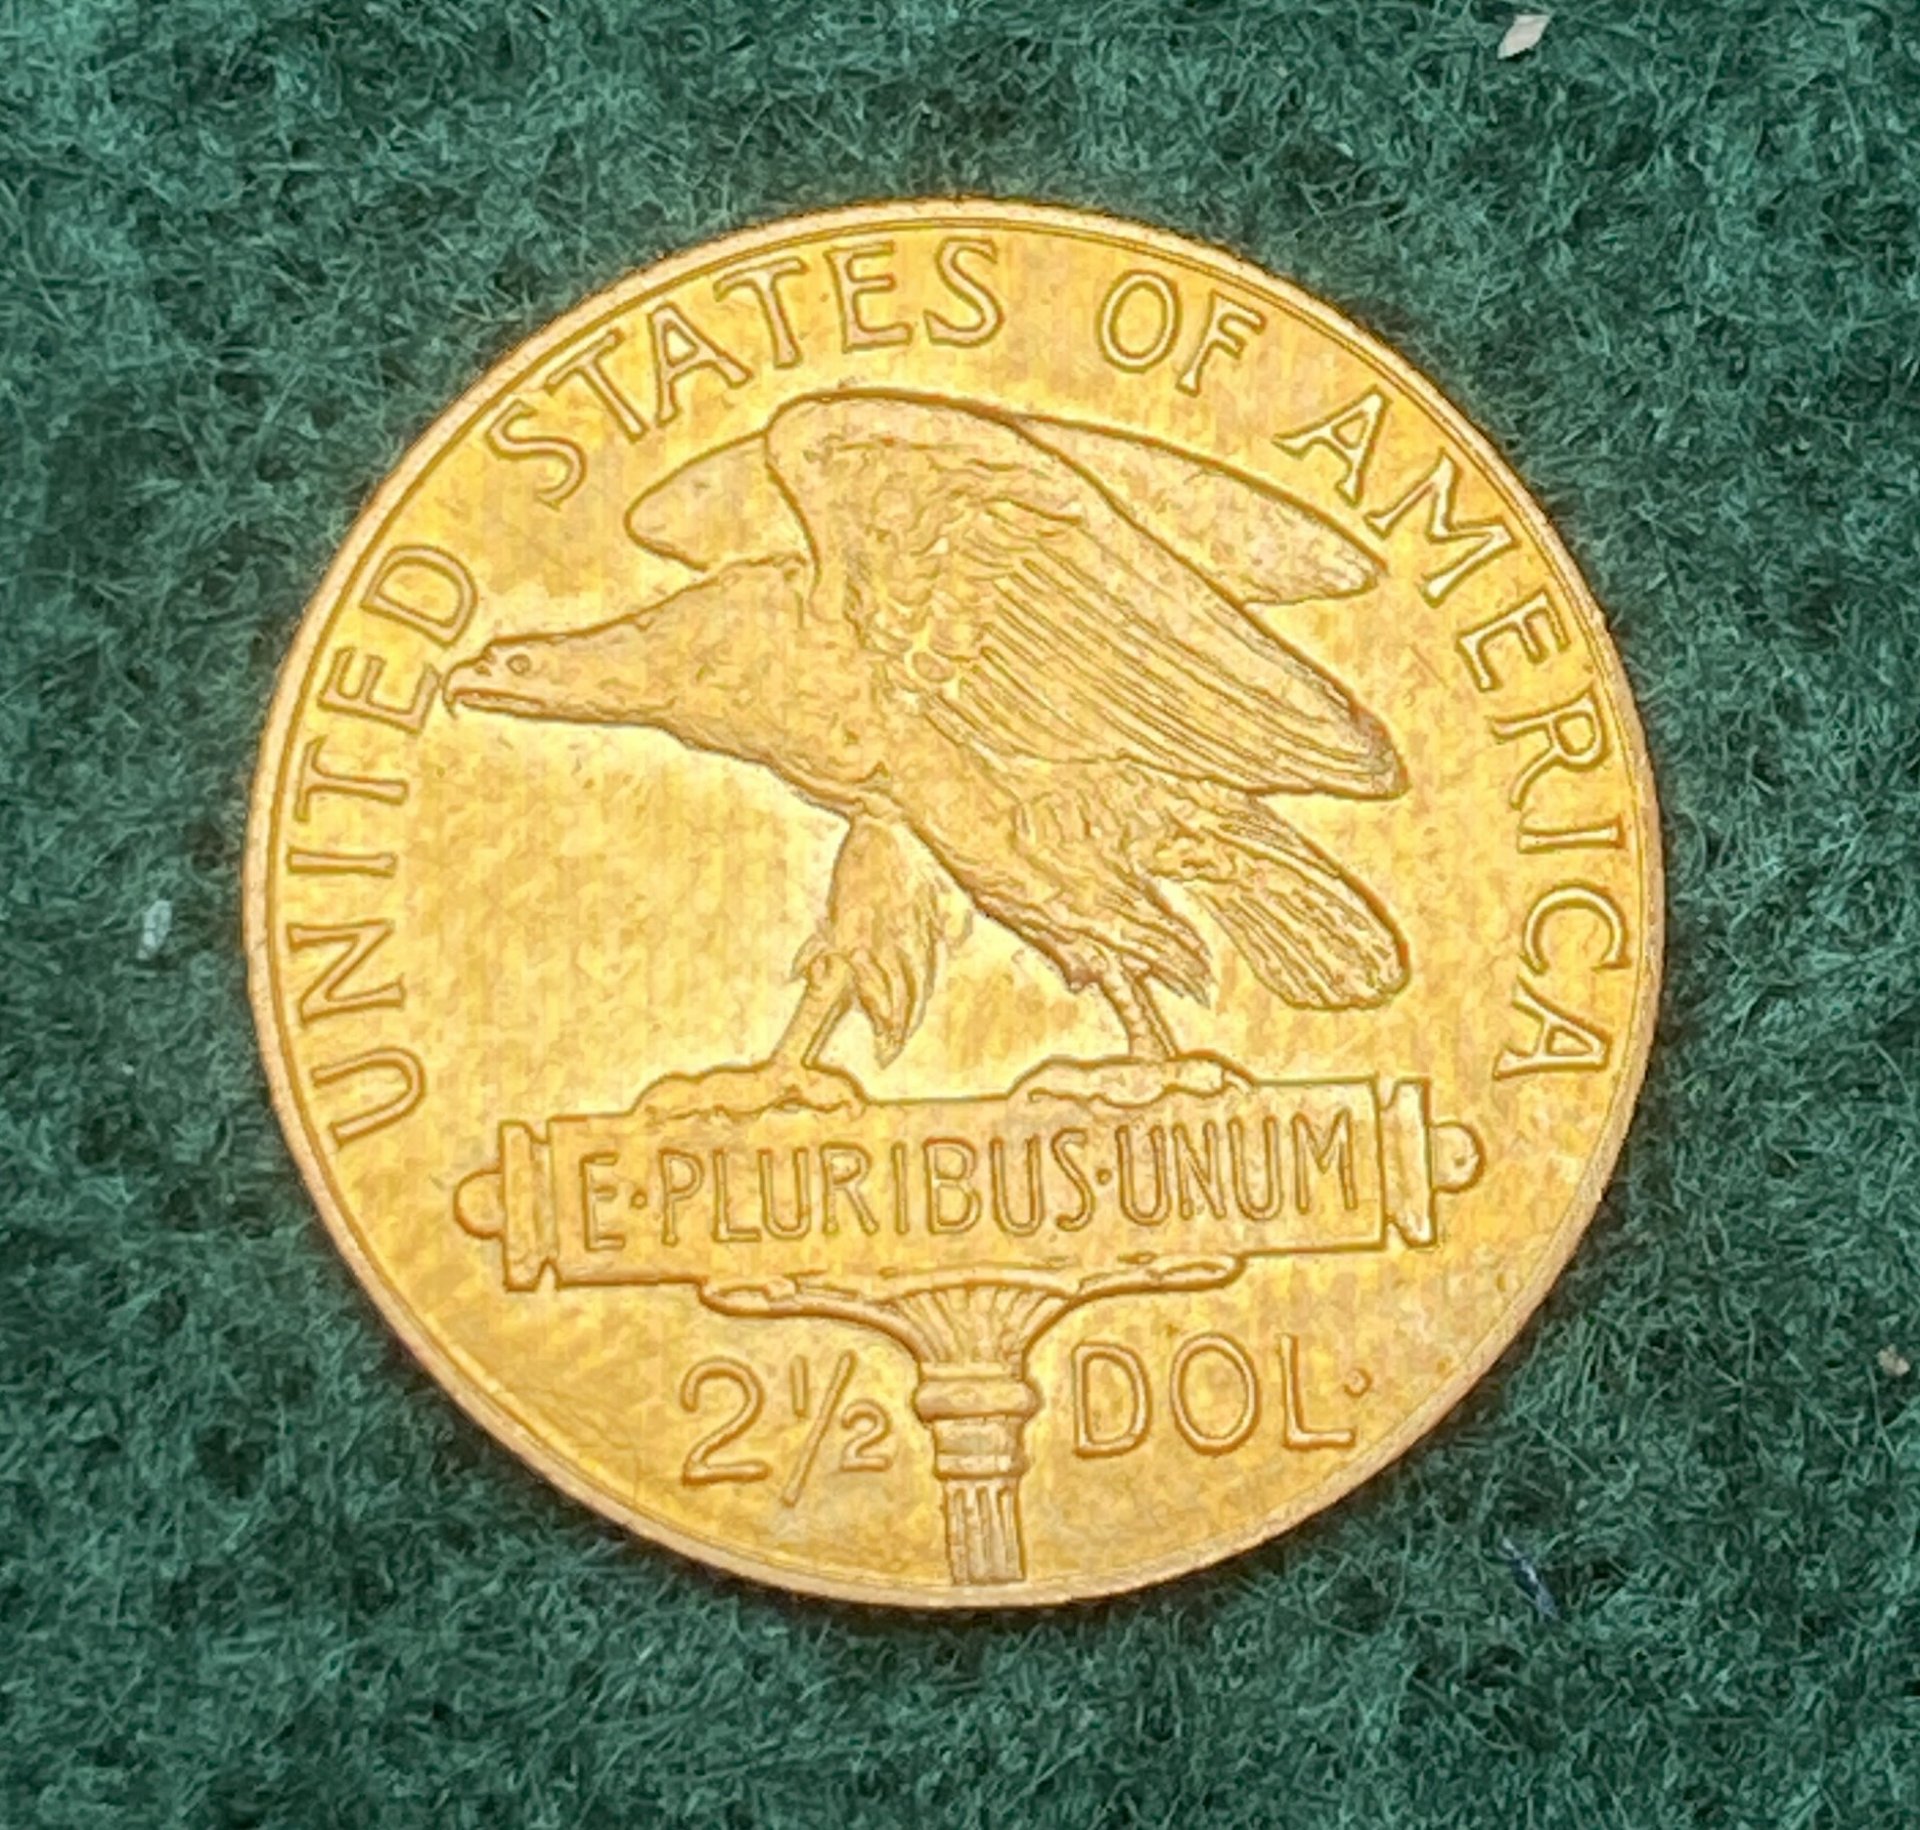 UNITED STATES OF AMERICA
E·PLURIBUS·UNUM
2½ DOL·